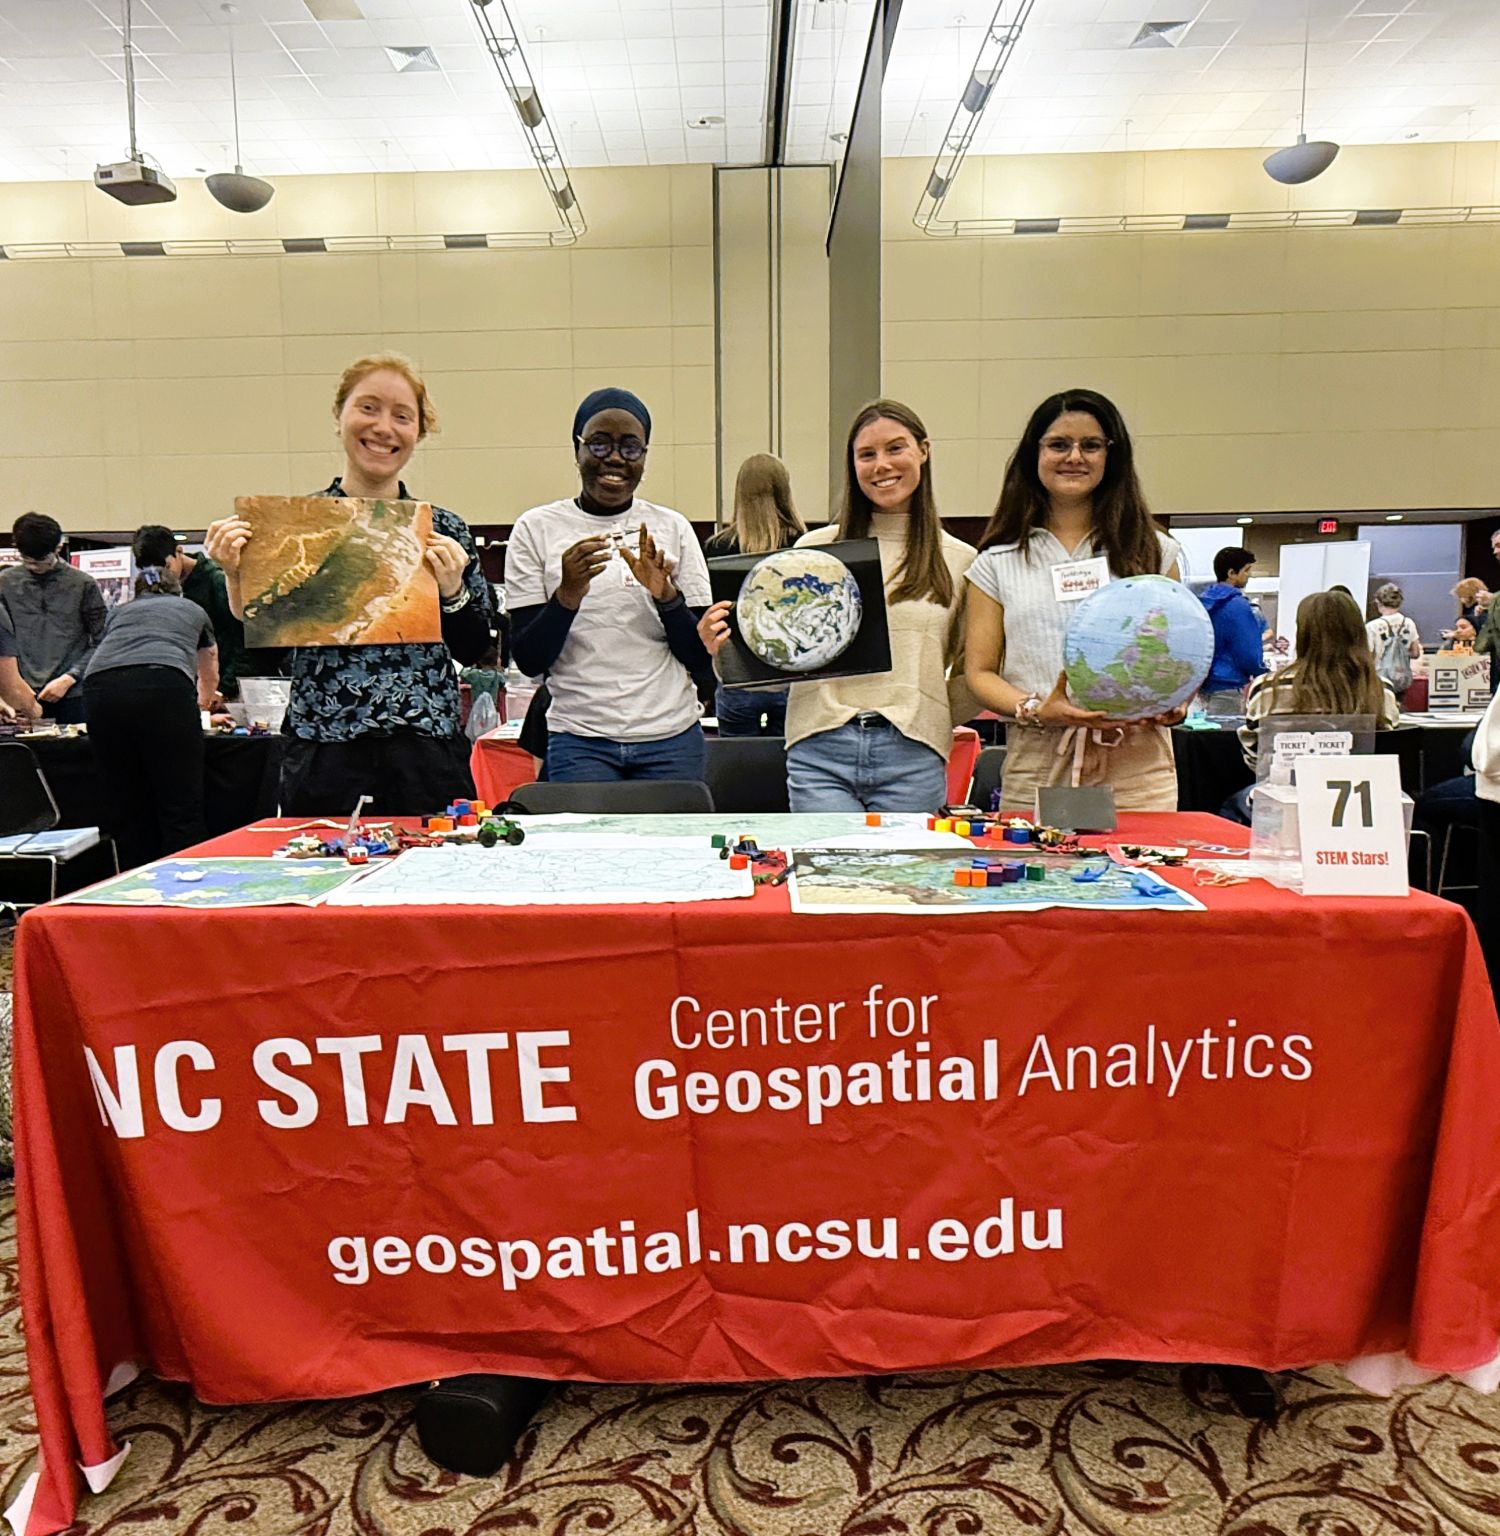 EXIT
TICKET TICKET
71
STEM Stars!
NC STATE
Center for
Geospatial Analytics
geospatial.ncsu.edu